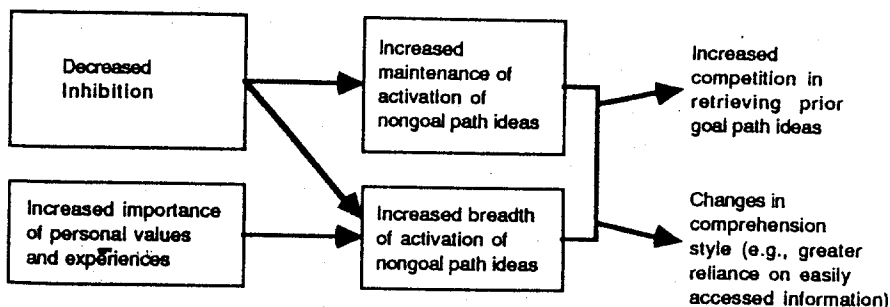 Decreased
Inhibition
Increased
maintenance of
activation of
nongoal path ideas
Increased
competition in
retrieving prior
goal path ideas
Increased importance
of personal values
and experiences
Increased breadth
of activation of
nongoal path ideas
Changes in
comprehension
style (e.g., greater
reliance on easily
accessed information)